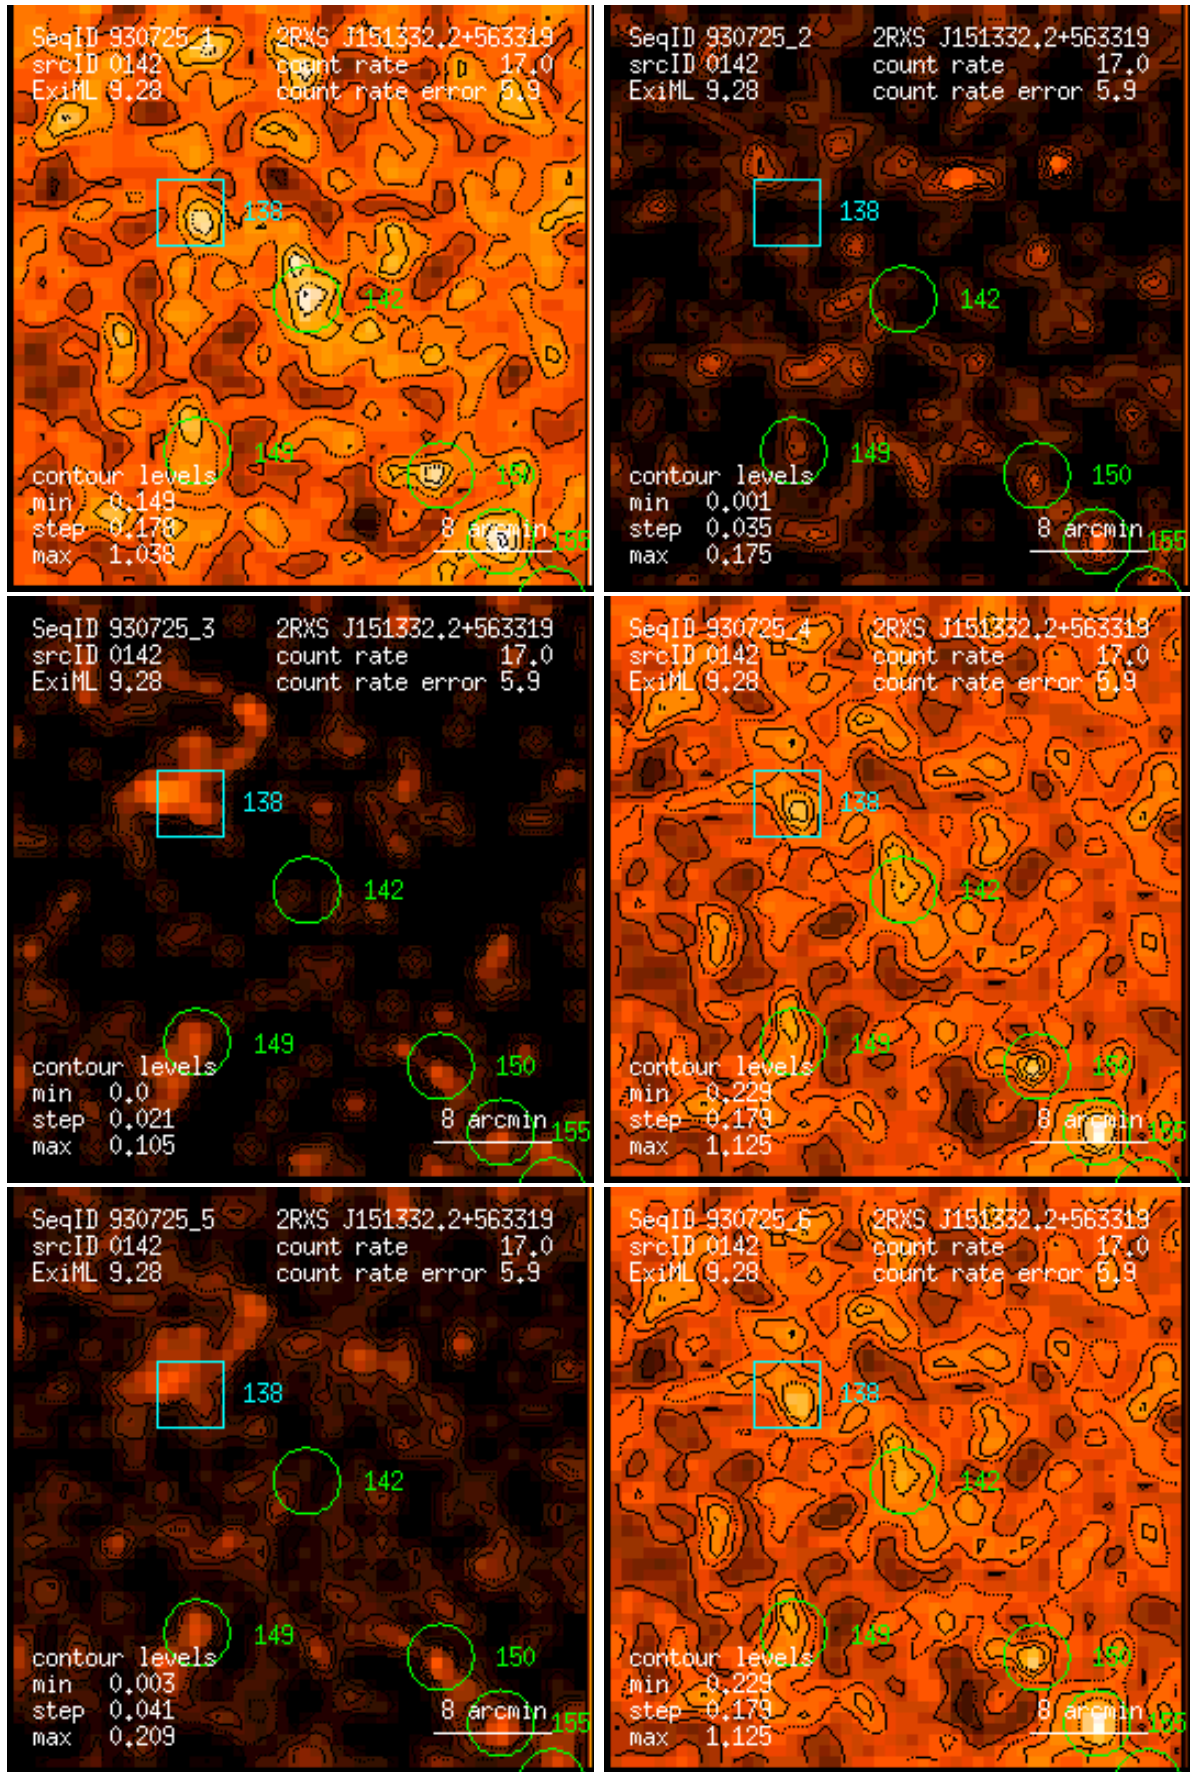 SeqID 930725_1 2RXS J151332.2+563319
srcID 0142 count rate 17.0
ExiML 9.28 count rate error 5.9
138
142
149
contour levels
150
min 0.149
step 0.178 8 arcmin
155
max 1.038
SeqID 930725_2 2RXS J151332.2+563319
srcID 0142 count rate 17.0
ExiML 9.28 count rate error 5.9
138
142
149
contour levels
150
min 0.001
step 0.035 8 arcmin
155
max 0.175
SeqID 930725_3 2RXS J151332.2+563319
srcID 0142 count rate 17.0
ExiML 9.28 count rate error 5.9
138
142
149
contour levels
150
min 0.0
step 0.021 8 arcmin
155
max 0.105
SeqID 930725_4 2RXS J151332.2+563319
srcID 0142 count rate 17.0
ExiML 9.28 count rate error 5.9
138
142
149
contour levels
150
min 0.229
step 0.179 8 arcmin
155
max 1.125
SeqID 930725_5 2RXS J151332.2+563319
srcID 0142 count rate 17.0
ExiML 9.28 count rate error 5.9
138
142
149
contour levels
150
min 0.003
step 0.041 8 arcmin
155
max 0.209
SeqID 930725_6 2RXS J151332.2+563319
srcID 0142 count rate 17.0
ExiML 9.28 count rate error 5.9
138
142
149
contour levels
150
min 0.229
step 0.179 8 arcmin
155
max 1.125